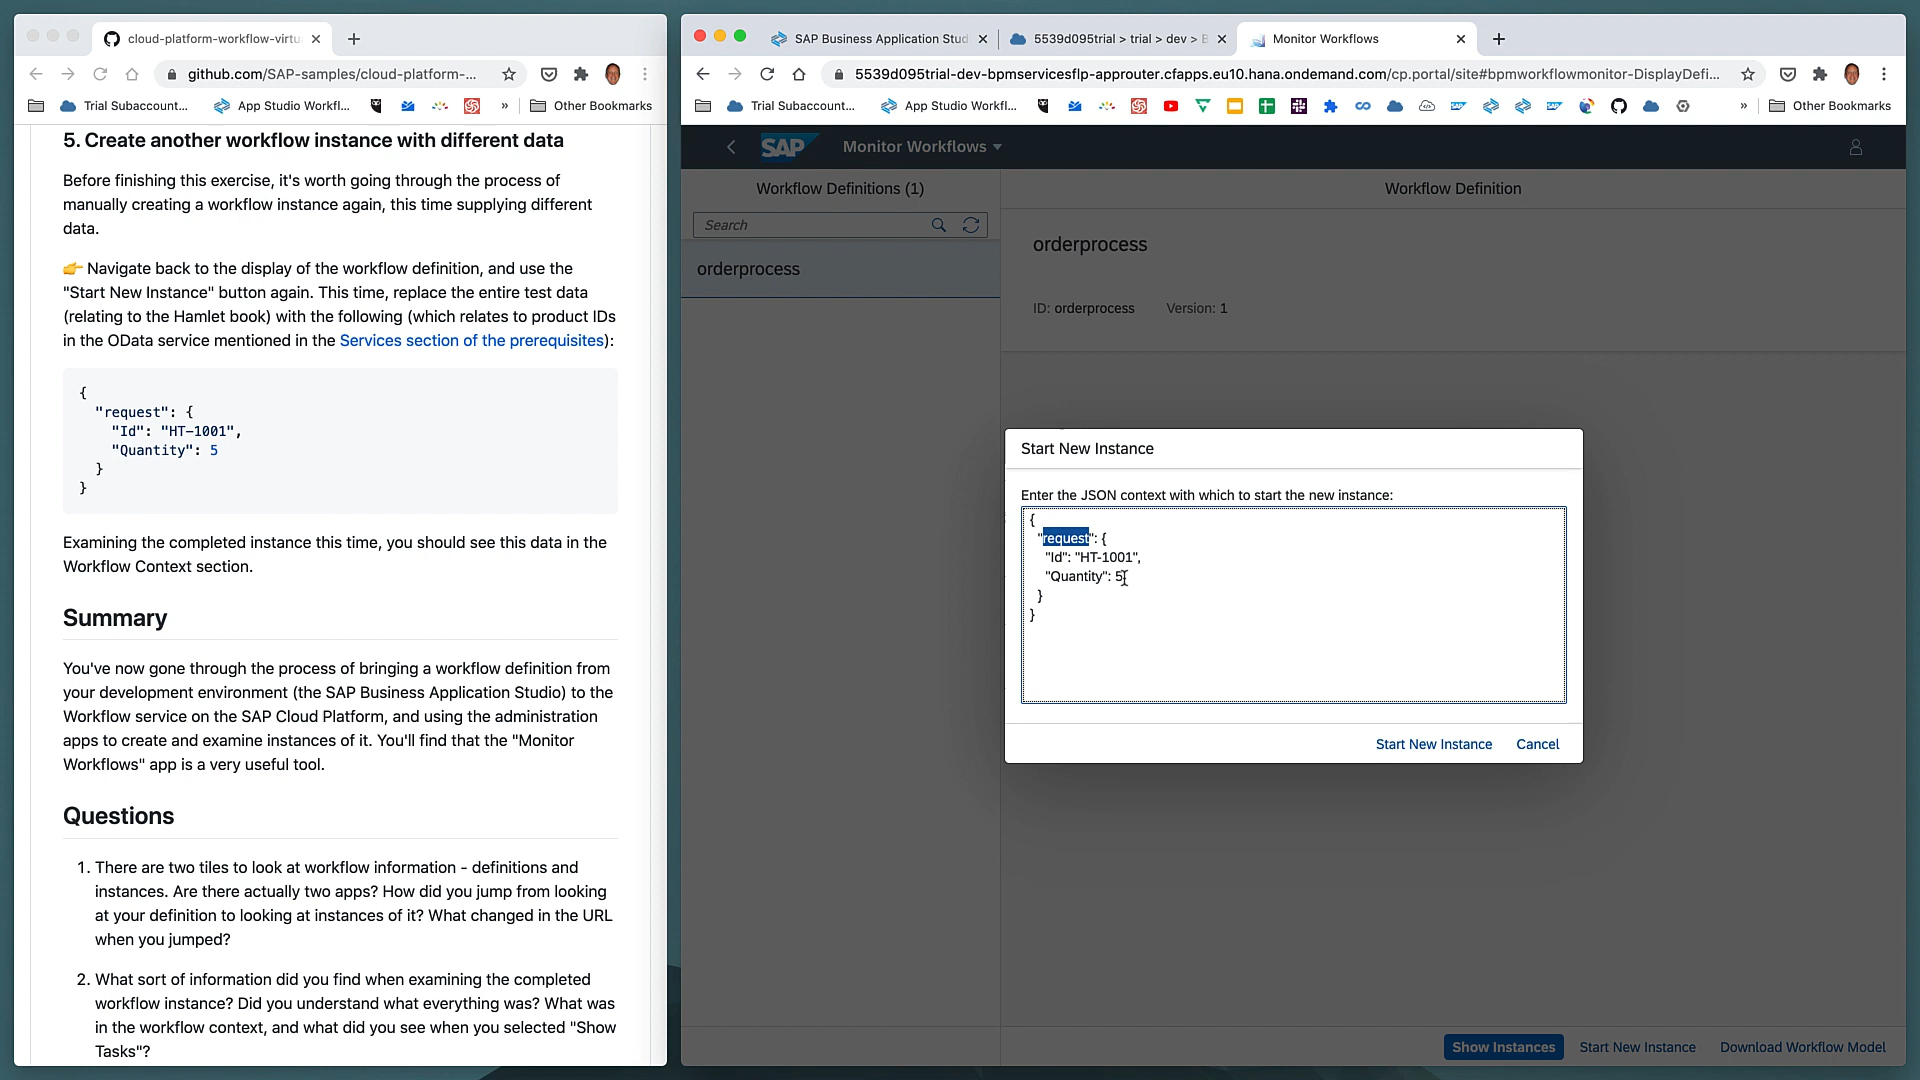 cloud-platform-workflow-virtu
github.com/SAP-samples/cloud-platform-...
Trial Subaccount...
App Studio Workfl...
»
Other Bookmarks
5. Create another workflow instance with different data
Before finishing this exercise, it's worth going through the process of
manually creating a workflow instance again, this time supplying different
data.
👉 Navigate back to the display of the workflow definition, and use the
"Start New Instance" button again. This time, replace the entire test data
(relating to the Hamlet book) with the following (which relates to product IDs
in the OData service mentioned in the Services section of the prerequisites):
{
"request": {
"Id": "HT-1001",
"Quantity": 5
}
}
Examining the completed instance this time, you should see this data in the
Workflow Context section.
Summary
You've now gone through the process of bringing a workflow definition from
your development environment (the SAP Business Application Studio) to the
Workflow service on the SAP Cloud Platform, and using the administration
apps to create and examine instances of it. You'll find that the "Monitor
Workflows" app is a very useful tool.
Questions
1. There are two tiles to look at workflow information - definitions and
instances. Are there actually two apps? How did you jump from looking
at your definition to looking at instances of it? What changed in the URL
when you jumped?
2. What sort of information did you find when examining the completed
workflow instance? Did you understand what everything was? What was
in the workflow context, and what did you see when you selected "Show
Tasks"?
SAP Business Application Stud
5539d095trial > trial > dev > B
Monitor Workflows
5539d095trial-dev-bpmservicesflp-approuter.cfapps.eu10.hana.ondemand.com/cp.portal/site#bpmworkflowmonitor-DisplayDefi...
Trial Subaccount...
App Studio Workfl...
»
Other Bookmarks
SAP
Monitor Workflows
Workflow Definitions (1)
Search
orderprocess
Workflow Definition
orderprocess
ID: orderprocess Version: 1
Start New Instance
Enter the JSON context with which to start the new instance:
{
"request": {
"Id": "HT-1001",
"Quantity": 5
}
}
Start New Instance
Cancel
Show Instances
Start New Instance
Download Workflow Model